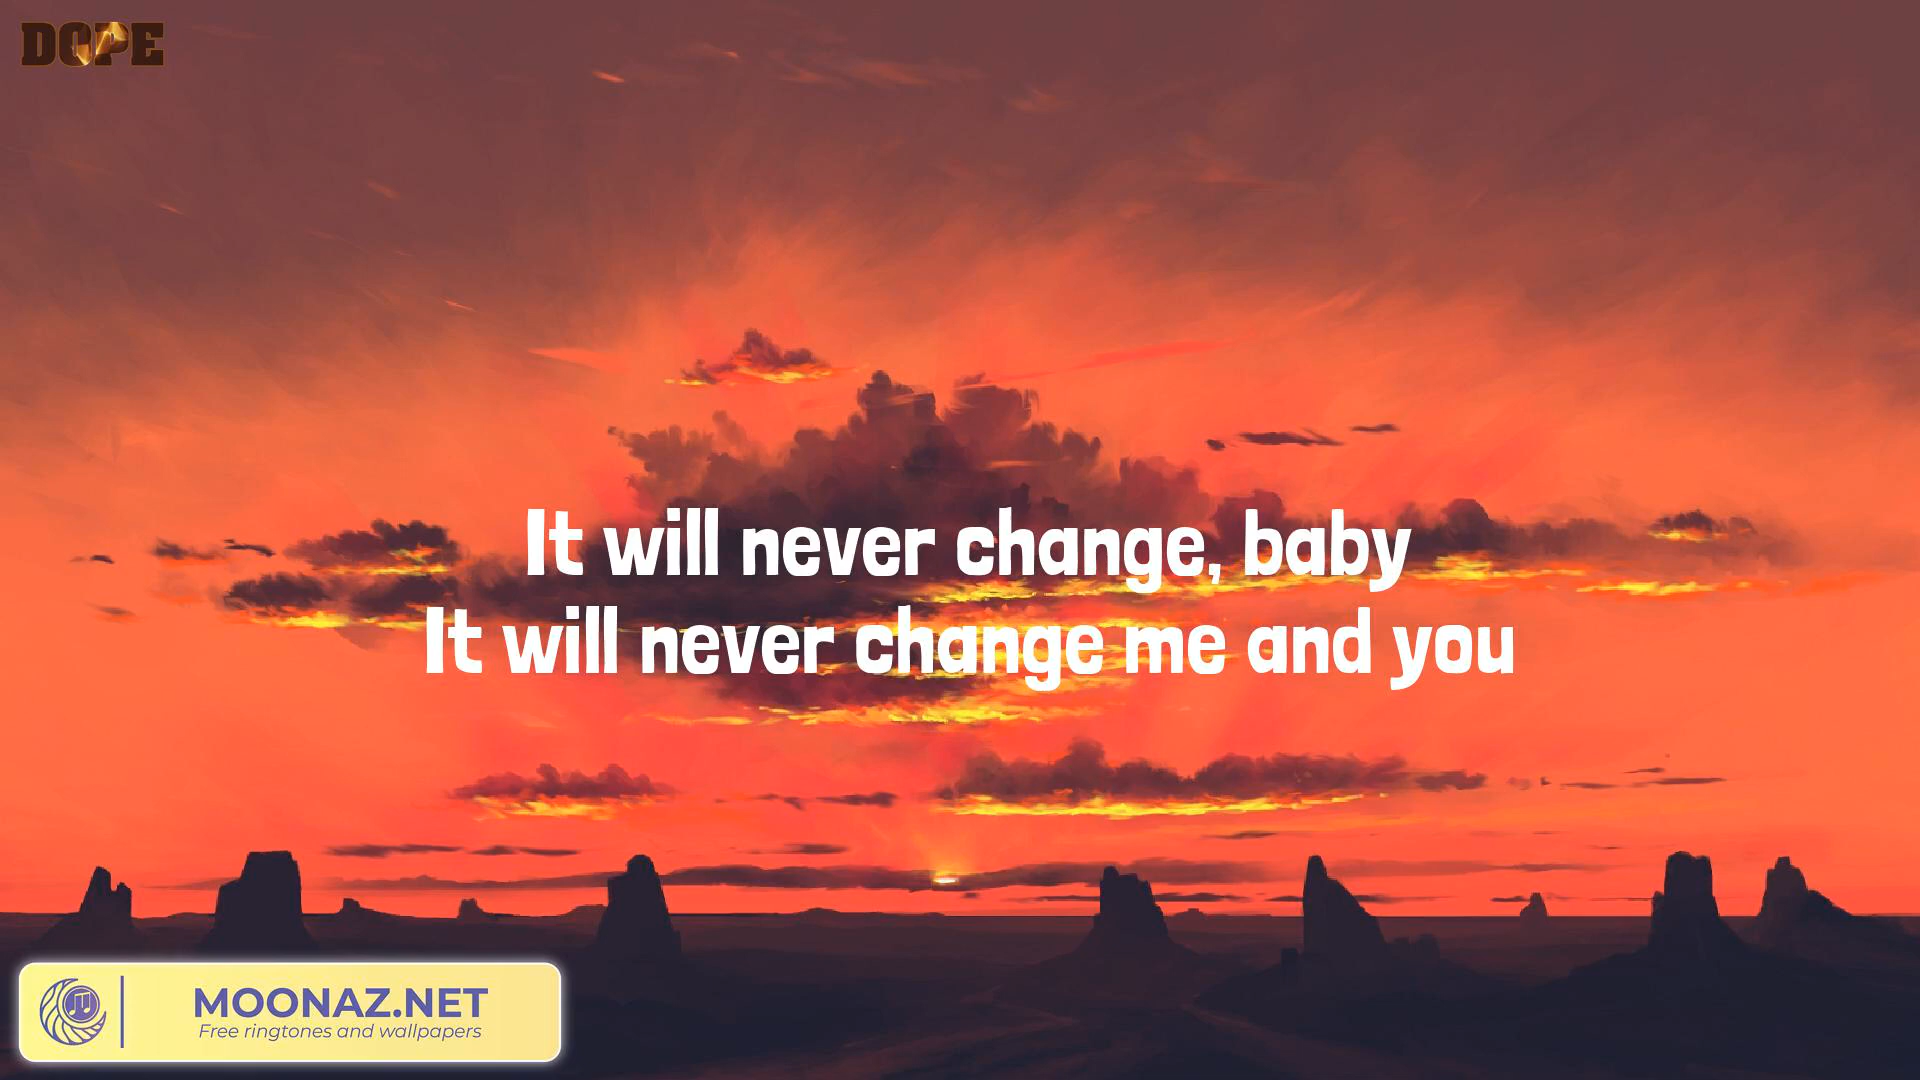 DOPE
It will never change, baby
It will never change me and you
MOONAZ.NET
Free ringtones and wallpapers